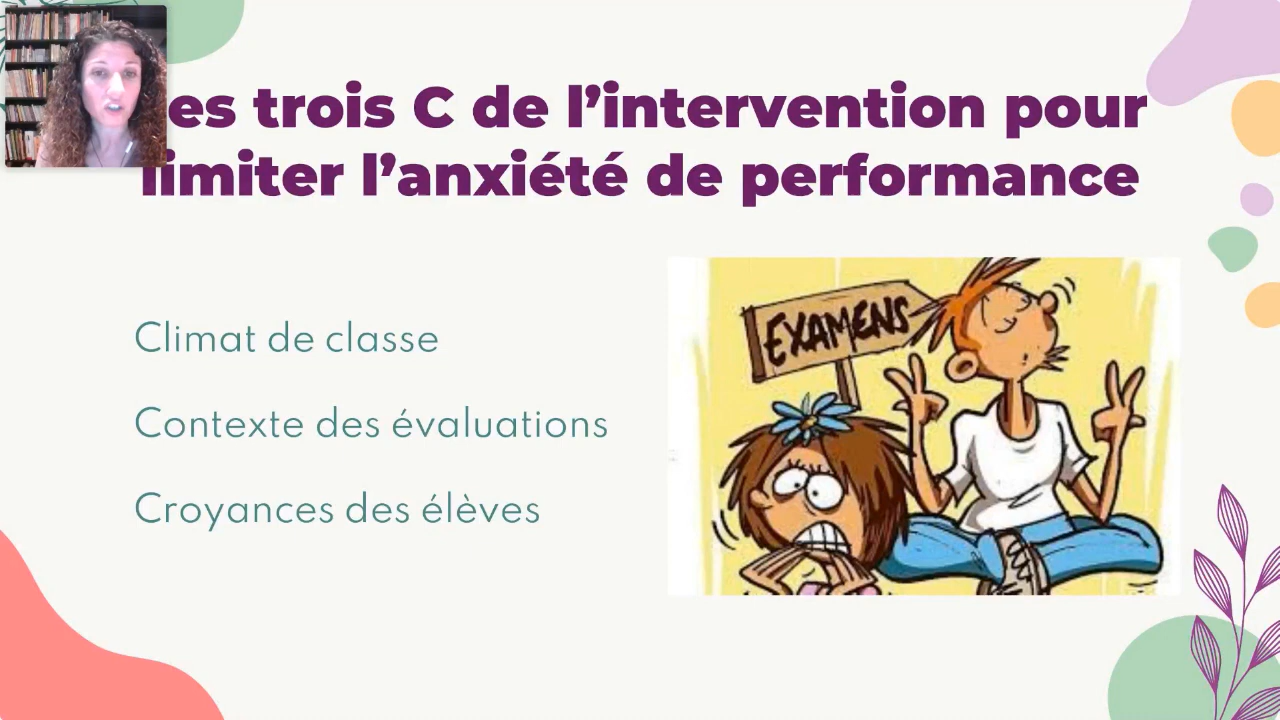 es trois C de l’intervention pour
limiter l’anxiété de performance
Climat de classe
Contexte des évaluations
Croyances des élèves
EXAMENS